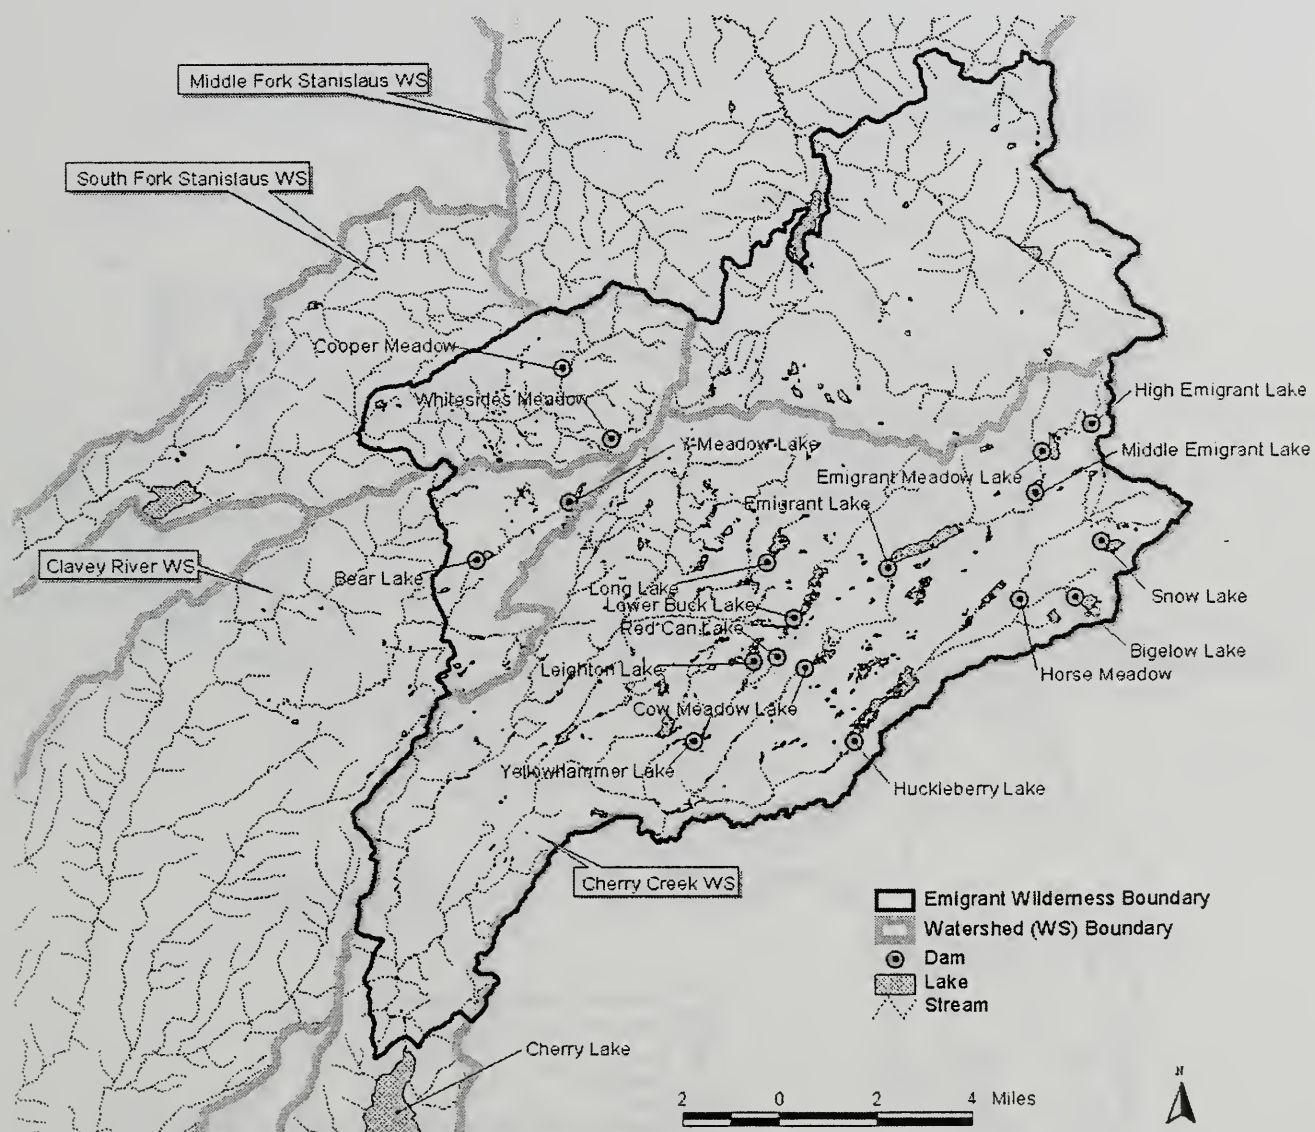 Middle Fork Stanislaus WS
South Fork Stanislaus WS
Cooper Meadow
Whitesides Meadow
High Emigrant Lake
Y-Meadow Lake
Middle Emigrant Lake
Emigrant Meadow Lake
Emigrant Lake
Clavey River WS
Bear Lake
Long Lake
Snow Lake
Lower Buck Lake
Red Can Lake
Bigelow Lake
Leighton Lake
Horse Meadow
Cow Meadow Lake
Yellowhammer Lake
Huckleberry Lake
Cherry Creek WS
Emigrant Wilderness Boundary
Watershed (WS) Boundary
Dam
Lake
Stream
Cherry Lake
N
2 0 2 4 Miles